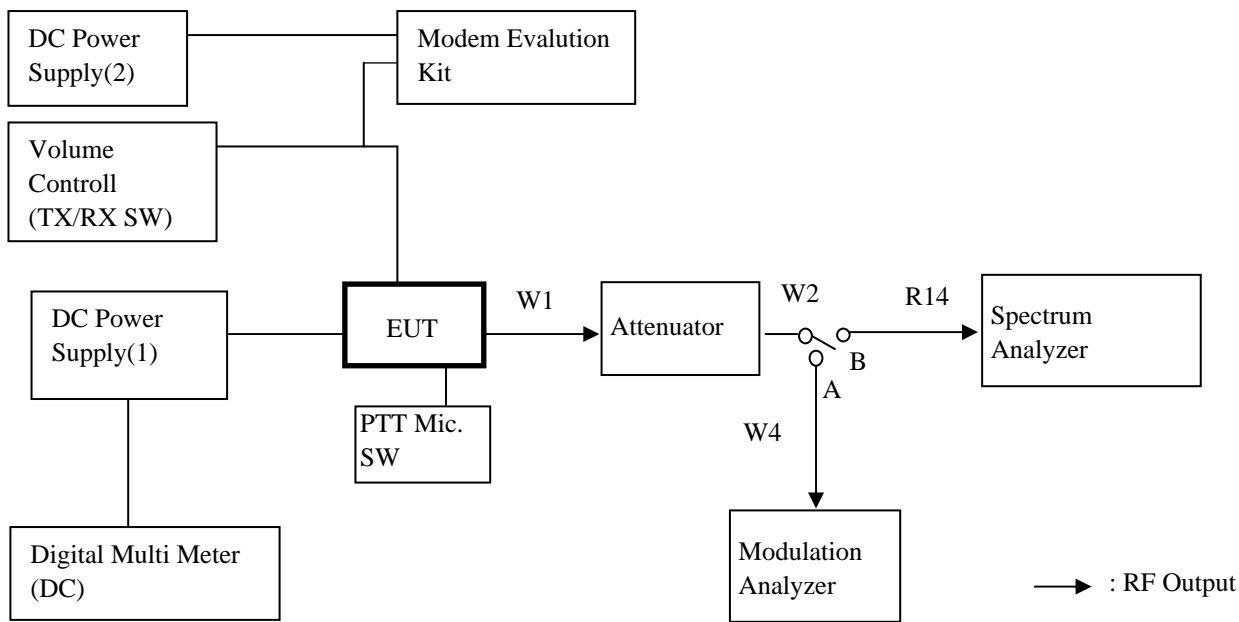 DC Power
Supply(2)
Modem Evalution
Kit
Volume
Controll
(TX/RX SW)
DC Power
Supply(1)
EUT
W1
Attenuator
W2
R14
Spectrum
Analyzer
B
A
PTT Mic.
SW
W4
Digital Multi Meter
(DC)
Modulation
Analyzer
: RF Output